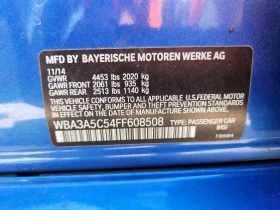 MFD BY BAYERISCHE MOTOREN WERKE AG
11/14
GVWR 4453 lbs 2020 kg
GAWR FRONT 2061 lbs 935 kg
GAWR REAR 2513 lbs 1140 kg
THIS VEHICLE CONFORMS TO ALL APPLICABLE
U.S. FEDERAL MOTOR VEHICLE SAFETY, BUMPER,
AND THEFT PREVENTION STANDARDS IN EFFECT
ON THE DATE OF MANUFACTURE SHOWN ABOVE.
WBA3A5C54FF608508 TYPE: PASSENGER CAR